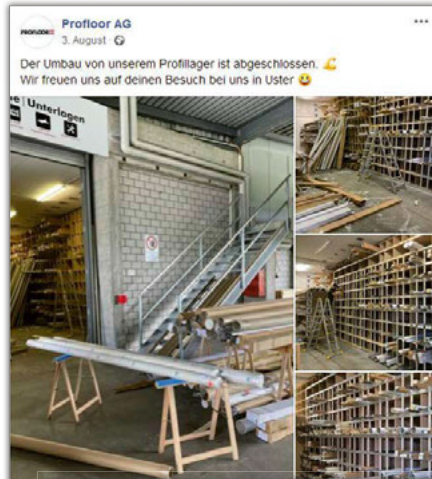 PROFLOOR
Profloor AG
3. August
Der Umbau von unserem Profillager ist abgeschlossen.
Wir freuen uns auf deinen Besuch bei uns in Uster
Unterlagen